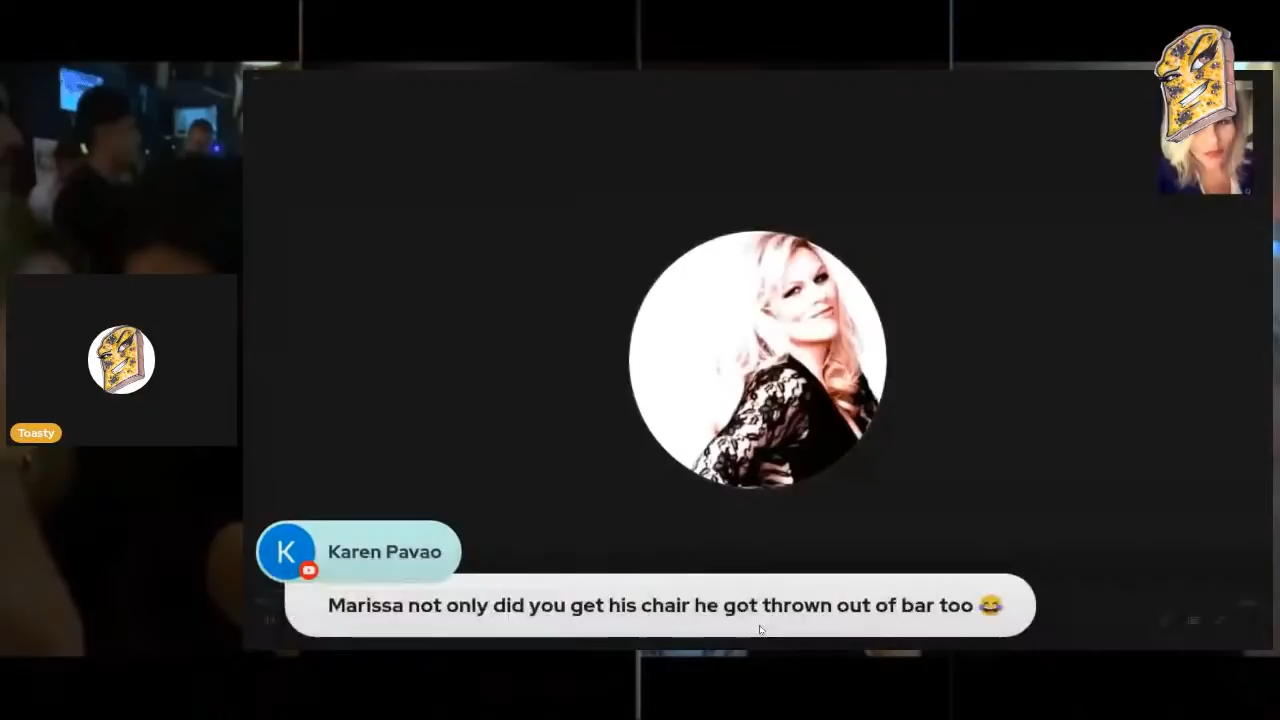 Toasty
K
Karen Pavao
Marissa not only did you get his chair he got thrown out of bar too 😂